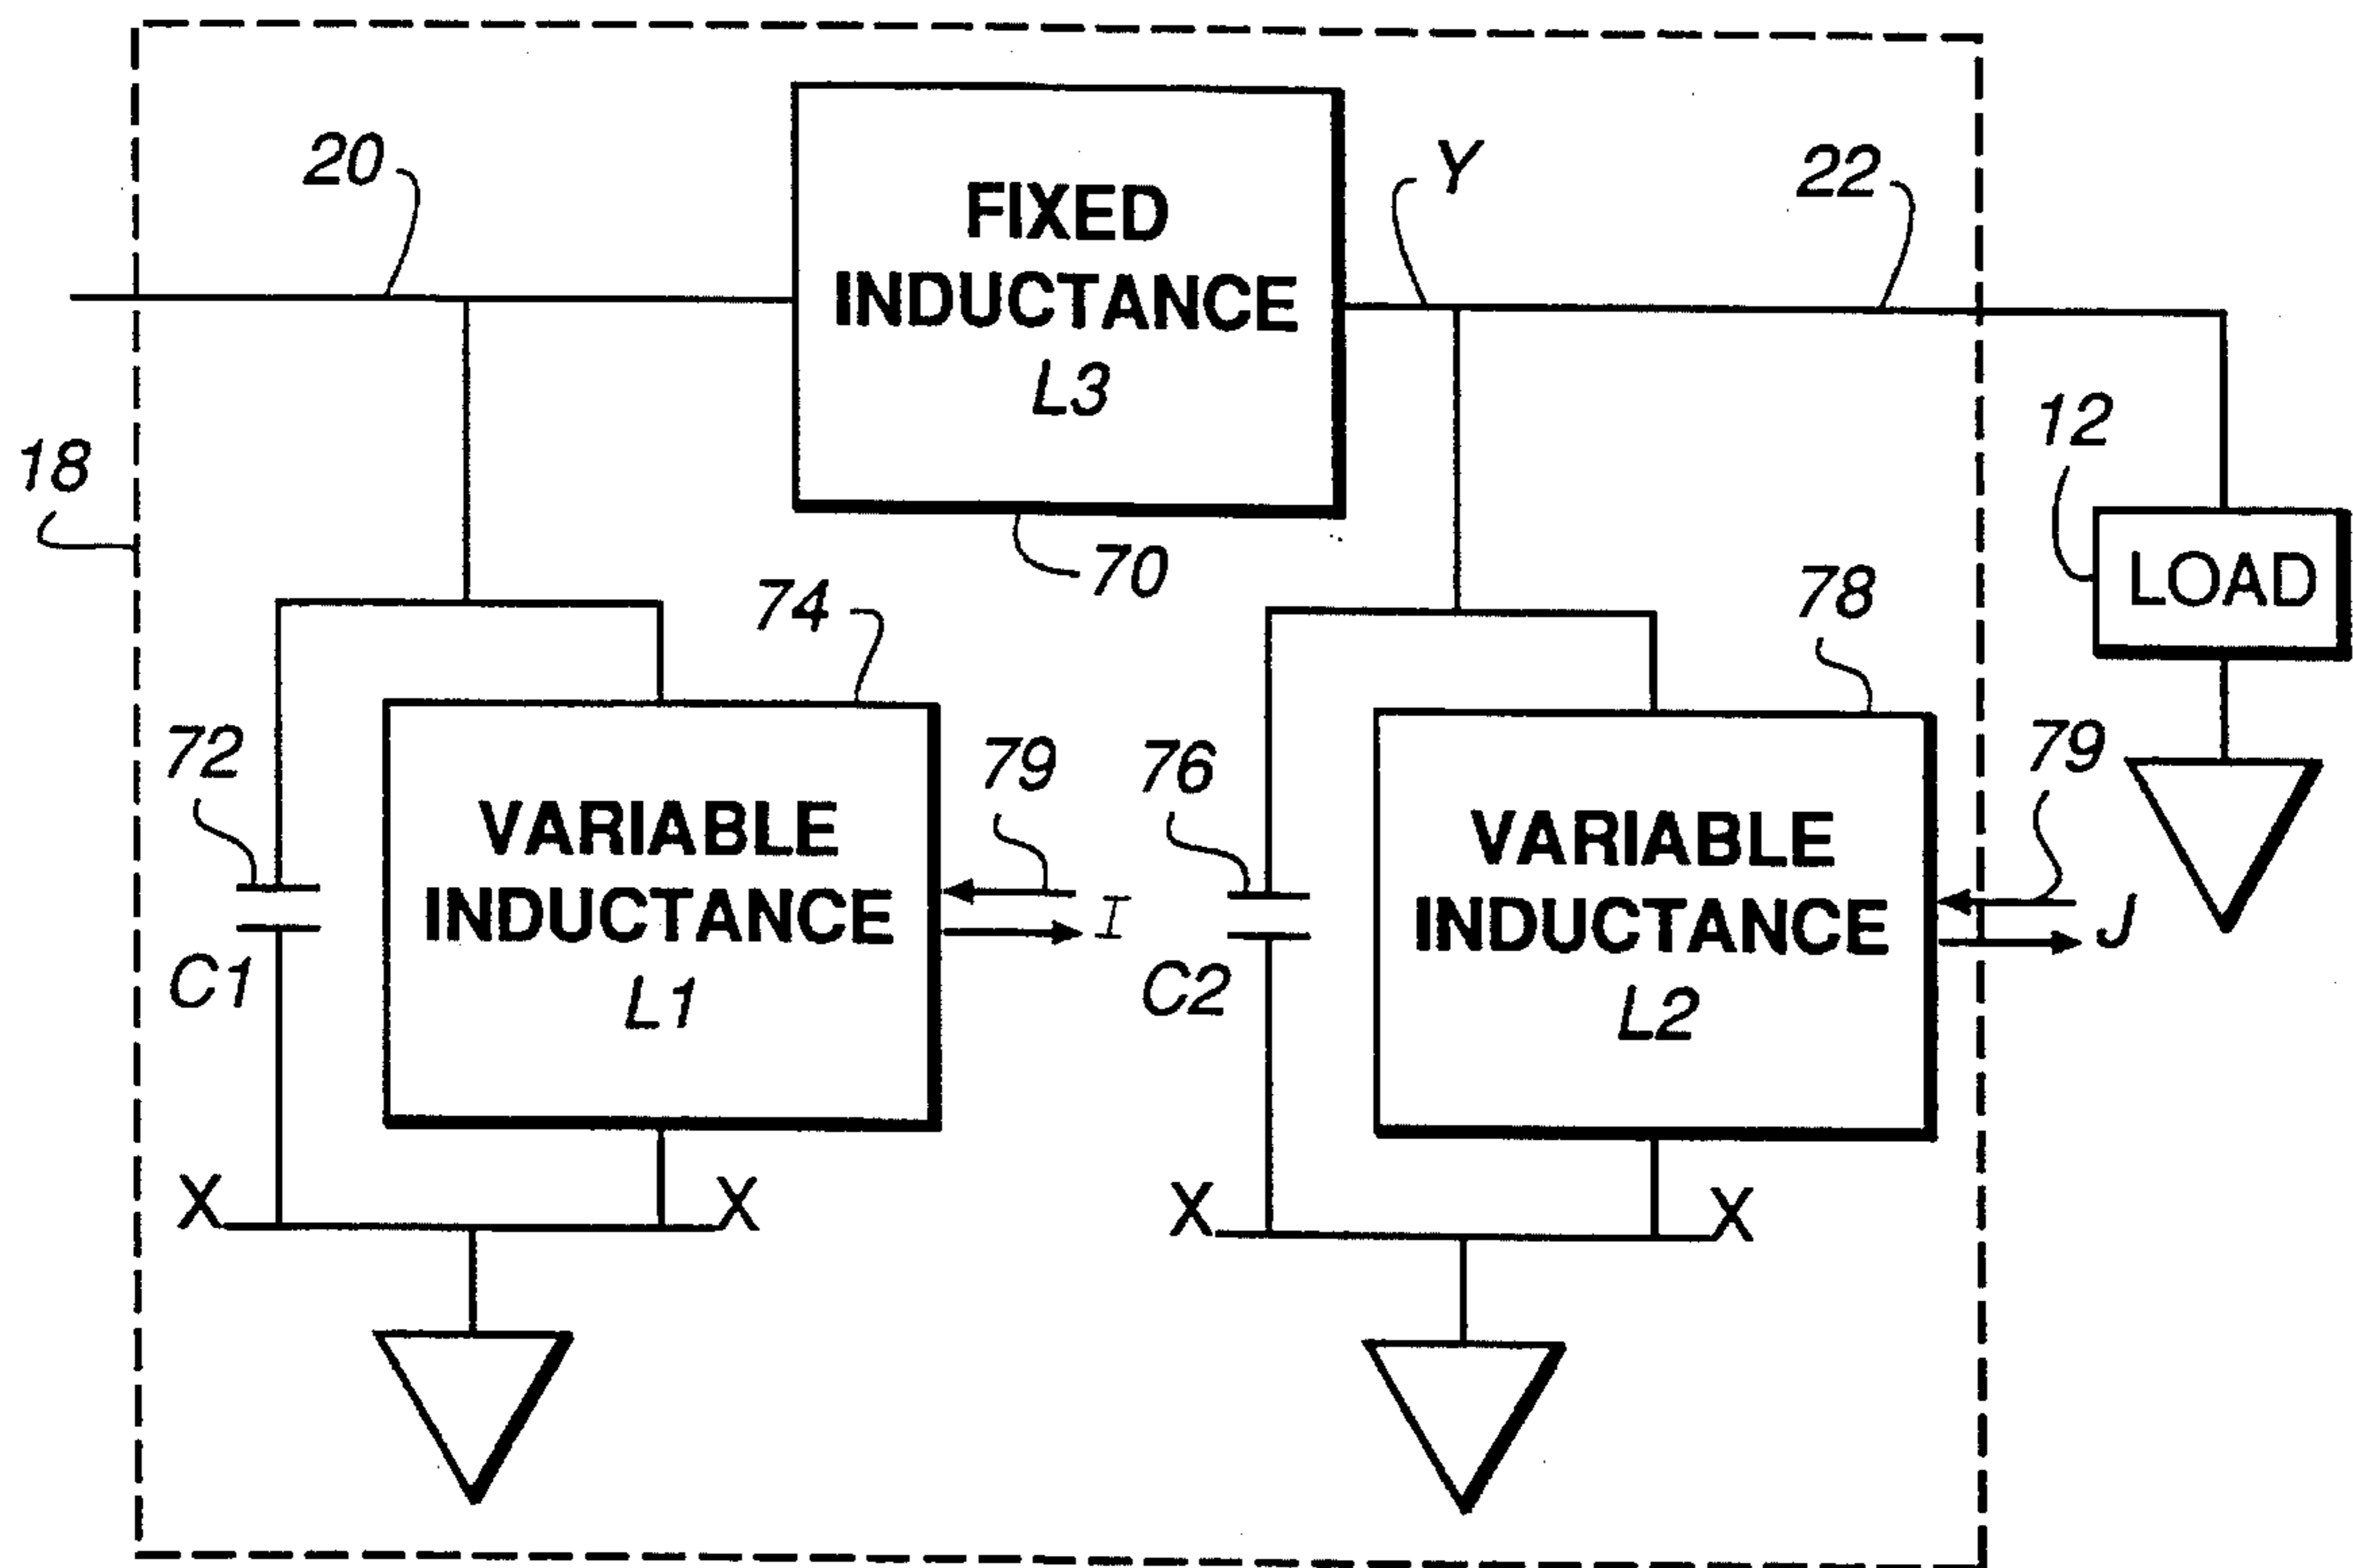 20
FIXED
INDUCTANCE
L3
Y
22
18
12
LOAD
70
74
78
72
VARIABLE
INDUCTANCE
L1
79
I
C1
76
VARIABLE
INDUCTANCE
L2
79
J
C2
X
X
X
X